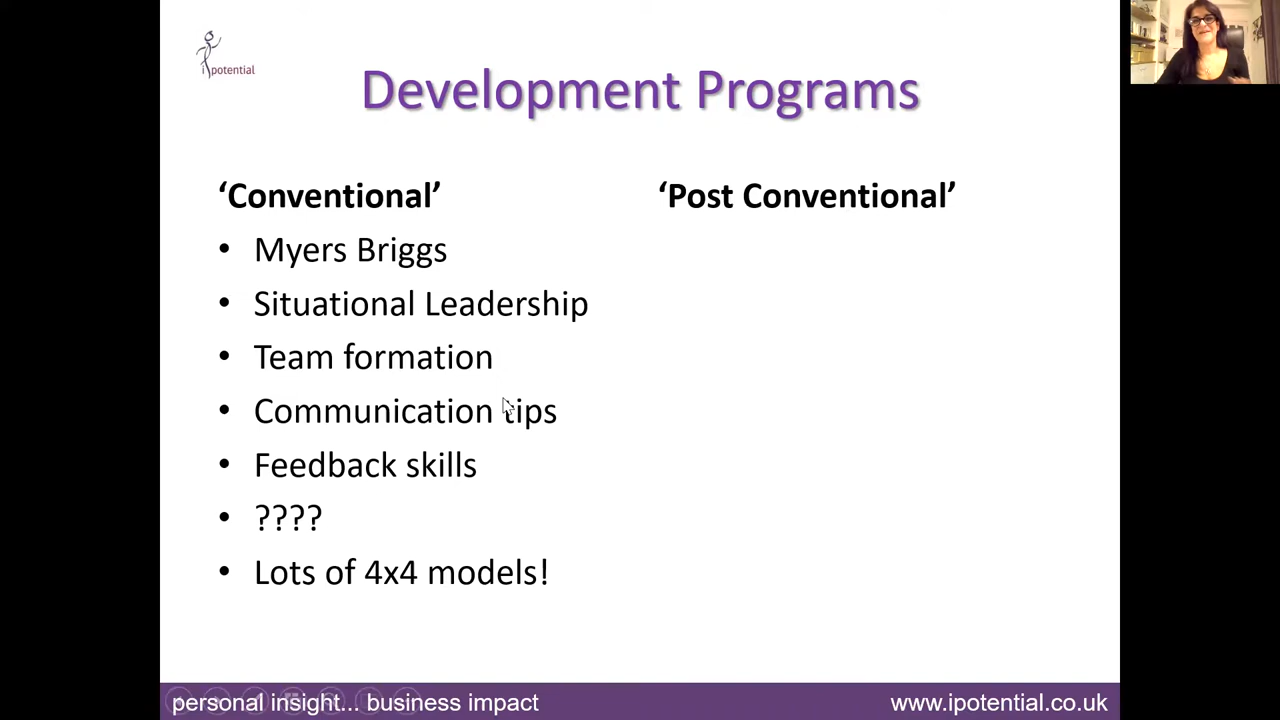 i potential
Development Programs
‘Conventional’
• Myers Briggs
• Situational Leadership
• Team formation
• Communication tips
• Feedback skills
• ????
• Lots of 4x4 models!
‘Post Conventional’
personal insight... business impact
www.ipotential.co.uk